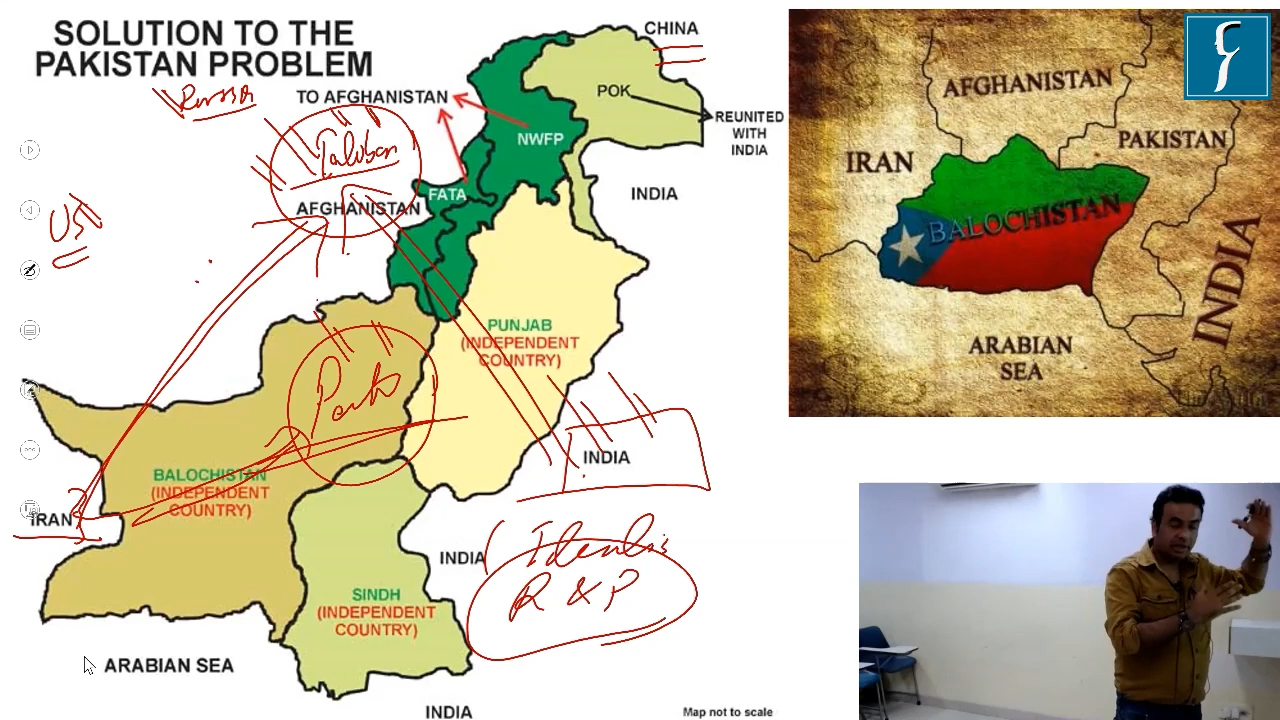 SOLUTION TO THE
PAKISTAN PROBLEM
CHINA
Russia
TO AFGHANISTAN
POK
REUNITED
WITH
INDIA
NWFP
Taliban
FATA
INDIA
AFGHANISTAN
PUNJAB
(INDEPENDENT
COUNTRY)
BALOCHISTAN
(INDEPENDENT
COUNTRY)
INDIA
IRAN
INDIA
R & P
SINDH
(INDEPENDENT
COUNTRY)
ARABIAN SEA
INDIA
Map not to scale
AFGHANISTAN
PAKISTAN
IRAN
BALOCHISTAN
INDIA
ARABIAN
SEA